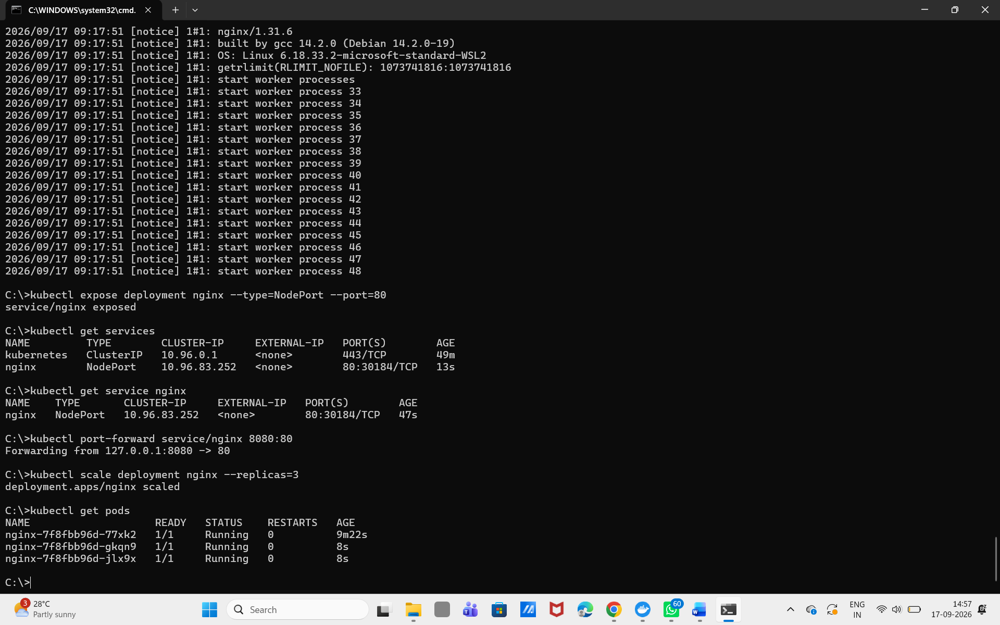 C:\WINDOWS\system32\cmd.
2026/09/17 09:17:51 [notice] 1#1: nginx/1.31.6
2026/09/17 09:17:51 [notice] 1#1: built by gcc 14.2.0 (Debian 14.2.0-19)
2026/09/17 09:17:51 [notice] 1#1: OS: Linux 6.18.33.2-microsoft-standard-WSL2
2026/09/17 09:17:51 [notice] 1#1: getrlimit(RLIMIT_NOFILE): 1073741816:1073741816
2026/09/17 09:17:51 [notice] 1#1: start worker processes
2026/09/17 09:17:51 [notice] 1#1: start worker process 33
2026/09/17 09:17:51 [notice] 1#1: start worker process 34
2026/09/17 09:17:51 [notice] 1#1: start worker process 35
2026/09/17 09:17:51 [notice] 1#1: start worker process 36
2026/09/17 09:17:51 [notice] 1#1: start worker process 37
2026/09/17 09:17:51 [notice] 1#1: start worker process 38
2026/09/17 09:17:51 [notice] 1#1: start worker process 39
2026/09/17 09:17:51 [notice] 1#1: start worker process 40
2026/09/17 09:17:51 [notice] 1#1: start worker process 41
2026/09/17 09:17:51 [notice] 1#1: start worker process 42
2026/09/17 09:17:51 [notice] 1#1: start worker process 43
2026/09/17 09:17:51 [notice] 1#1: start worker process 44
2026/09/17 09:17:51 [notice] 1#1: start worker process 45
2026/09/17 09:17:51 [notice] 1#1: start worker process 46
2026/09/17 09:17:51 [notice] 1#1: start worker process 47
2026/09/17 09:17:51 [notice] 1#1: start worker process 48
C:\>kubectl expose deployment nginx --type=NodePort --port=80
service/nginx exposed
C:\>kubectl get services
NAME         TYPE        CLUSTER-IP     EXTERNAL-IP   PORT(S)        AGE
kubernetes   ClusterIP   10.96.0.1      <none>        443/TCP        49m
nginx        NodePort    10.96.83.252   <none>        80:30184/TCP   13s
C:\>kubectl get service nginx
NAME    TYPE       CLUSTER-IP     EXTERNAL-IP   PORT(S)        AGE
nginx   NodePort   10.96.83.252   <none>        80:30184/TCP   47s
C:\>kubectl port-forward service/nginx 8080:80
Forwarding from 127.0.0.1:8080 -> 80
C:\>kubectl scale deployment nginx --replicas=3
deployment.apps/nginx scaled
C:\>kubectl get pods
NAME                    READY   STATUS    RESTARTS   AGE
nginx-7f8fbb96d-77xk2   1/1     Running   0          9m22s
nginx-7f8fbb96d-gkqn9   1/1     Running   0          8s
nginx-7f8fbb96d-jlx9x   1/1     Running   0          8s
C:\>
3
28°C
Partly sunny
Search
60
ENG
IN
14:57
17-09-2026